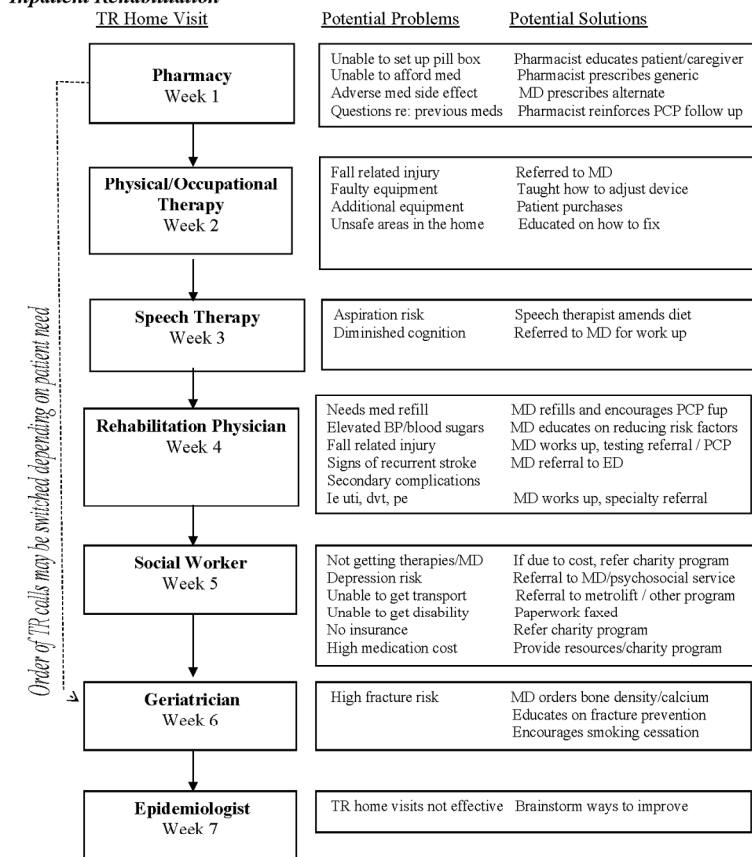 Inpatient Rehabilitation
TR Home Visit Potential Problems Potential Solutions
Pharmacy
Week 1
Unable to set up pill box Pharmacist educates patient/caregiver
Unable to afford med Pharmacist prescribes generic
Adverse med side effect MD prescribes alternate
Questions re: previous meds Pharmacist reinforces PCP follow up
Physical/Occupational
Therapy
Week 2
Fall related injury Referred to MD
Faulty equipment Taught how to adjust device
Additional equipment Patient purchases
Unsafe areas in the home Educated on how to fix
Speech Therapy
Week 3
Aspiration risk Speech therapist amends diet
Diminished cognition Referred to MD for work up
Rehabilitation Physician
Week 4
Needs med refill MD refills and encourages PCP fup
Elevated BP/blood sugars MD educates on reducing risk factors
Fall related injury MD works up, testing referral / PCP
Signs of recurrent stroke MD referral to ED
Secondary complications
Ie uti, dvt, pe MD works up, specialty referral
Social Worker
Week 5
Not getting therapies/MD If due to cost, refer charity program
Depression risk Referral to MD/psychosocial service
Unable to get transport Referral to metrolift / other program
Unable to get disability Paperwork faxed
No insurance Refer charity program
High medication cost Provide resources/charity program
Geriatrician
Week 6
High fracture risk MD orders bone density/calcium
Educates on fracture prevention
Encourages smoking cessation
Epidemiologist
Week 7
TR home visits not effective Brainstorm ways to improve
Order of TR calls may be switched depending on patient need